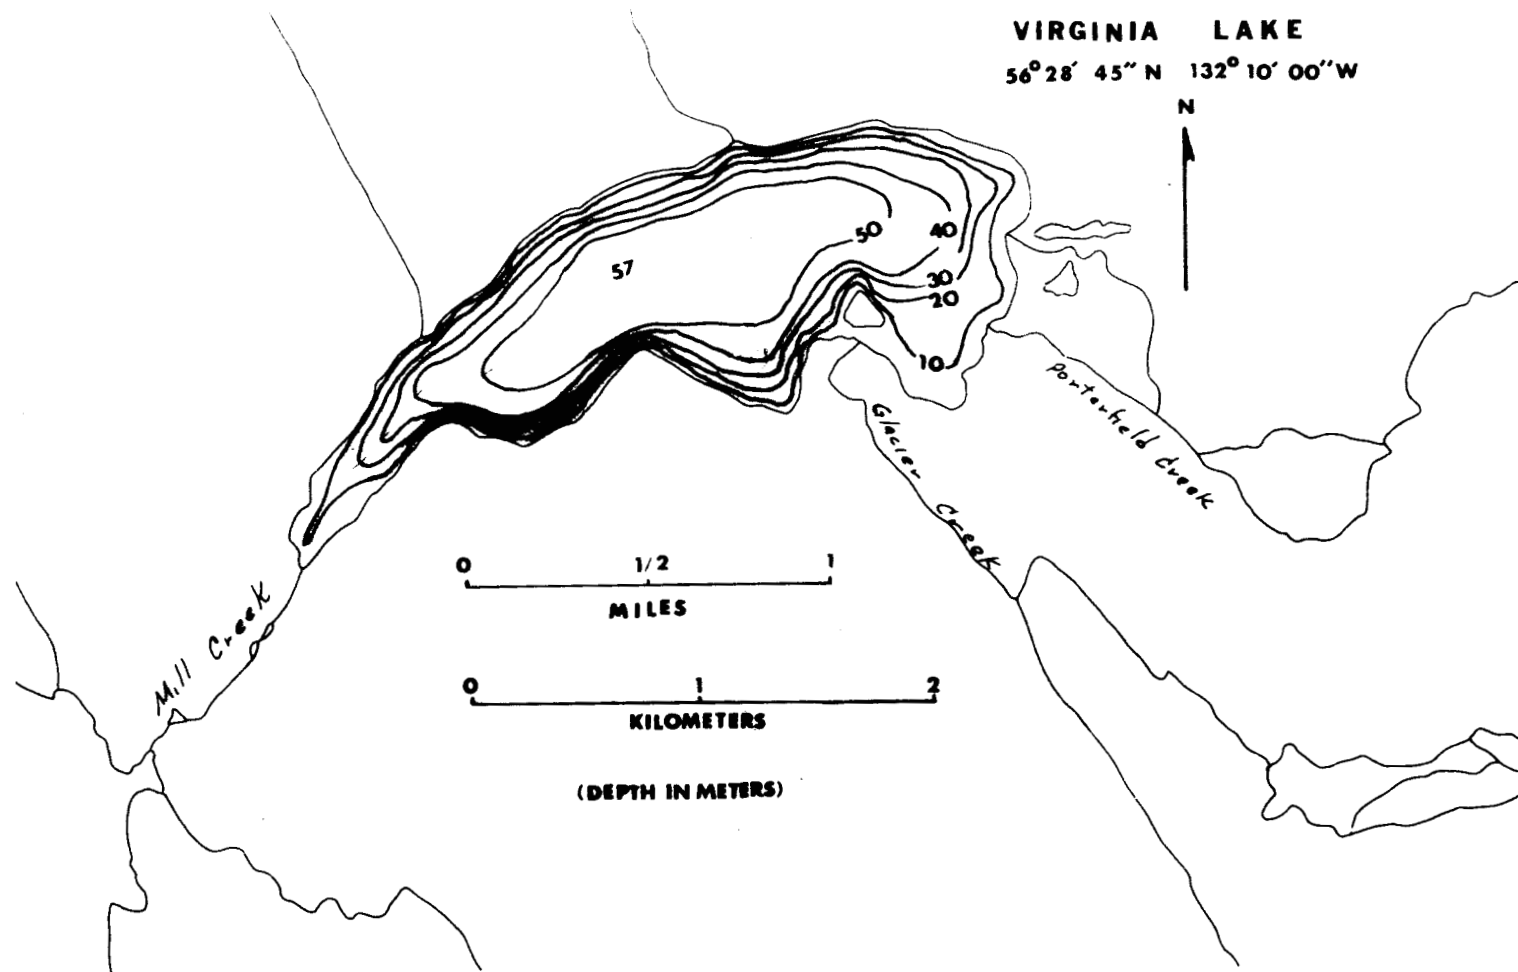 VIRGINIA LAKE
56° 28' 45" N 132° 10' 00" W
N
50
40
57
30
20
10
Porterfield Creek
Glacier Creek
0 1/2 1
MILES
Mill Creek
0 1 2
KILOMETERS
(DEPTH IN METERS)